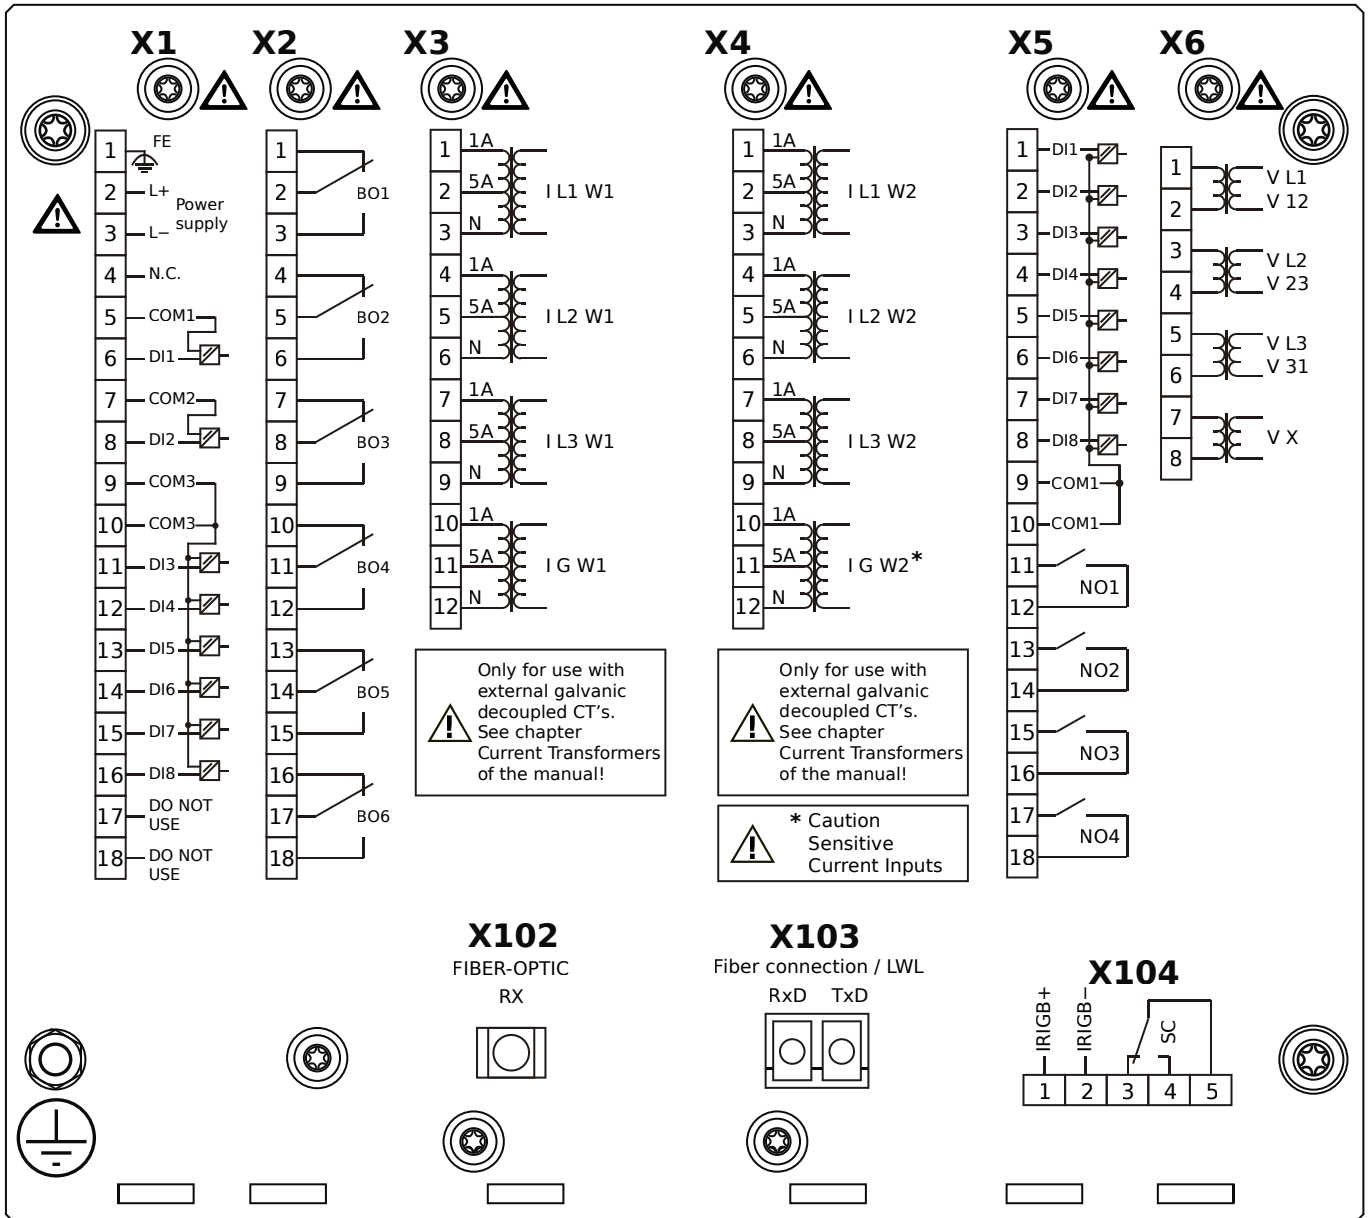 X1
X2
X3
X4
X5
X6
1
FE
2
L+
Power
supply
3
L−
4
N.C.
5
COM1
6
DI1
7
COM2
8
DI2
9
COM3
10
COM3
11
DI3
12
DI4
13
DI5
14
DI6
15
DI7
16
DI8
17
DO NOT
USE
18
DO NOT
USE
1
2
BO1
3
4
5
BO2
6
7
8
BO3
9
10
11
BO4
12
13
14
BO5
15
16
17
BO6
18
1
1A
2
5A
I L1 W1
3
N
4
1A
5
5A
I L2 W1
6
N
7
1A
8
5A
I L3 W1
9
N
10
1A
11
5A
I G W1
12
N
Only for use with
external galvanic
decoupled CT’s.
See chapter
Current Transformers
of the manual!
1
1A
2
5A
I L1 W2
3
N
4
1A
5
5A
I L2 W2
6
N
7
1A
8
5A
I L3 W2
9
N
10
1A
11
5A
I G W2*
12
N
Only for use with
external galvanic
decoupled CT’s.
See chapter
Current Transformers
of the manual!
* Caution
Sensitive
Current Inputs
1
DI1
2
DI2
3
DI3
4
DI4
5
DI5
6
DI6
7
DI7
8
DI8
9
COM1
10
COM1
11
NO1
12
13
NO2
14
15
NO3
16
17
NO4
18
1
V L1
2
V 12
3
V L2
4
V 23
5
V L3
6
V 31
7
V X
8
X102
FIBER-OPTIC
RX
X103
Fiber connection / LWL
RxD TxD
X104
IRIGB+
IRIGB−
SC
1 2 3 4 5